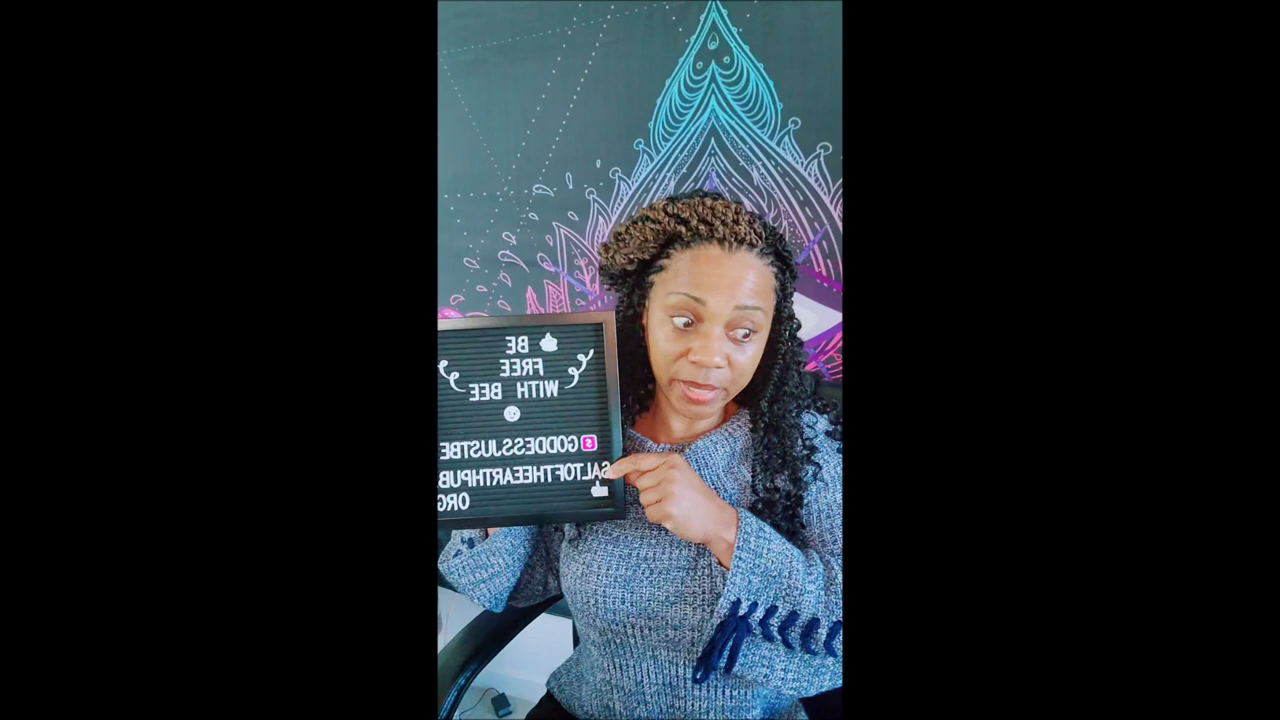 BE
FREE
WITH BEE
@GODDESSJUSTBE
SALTOFTHEEARTHPUB
ORG